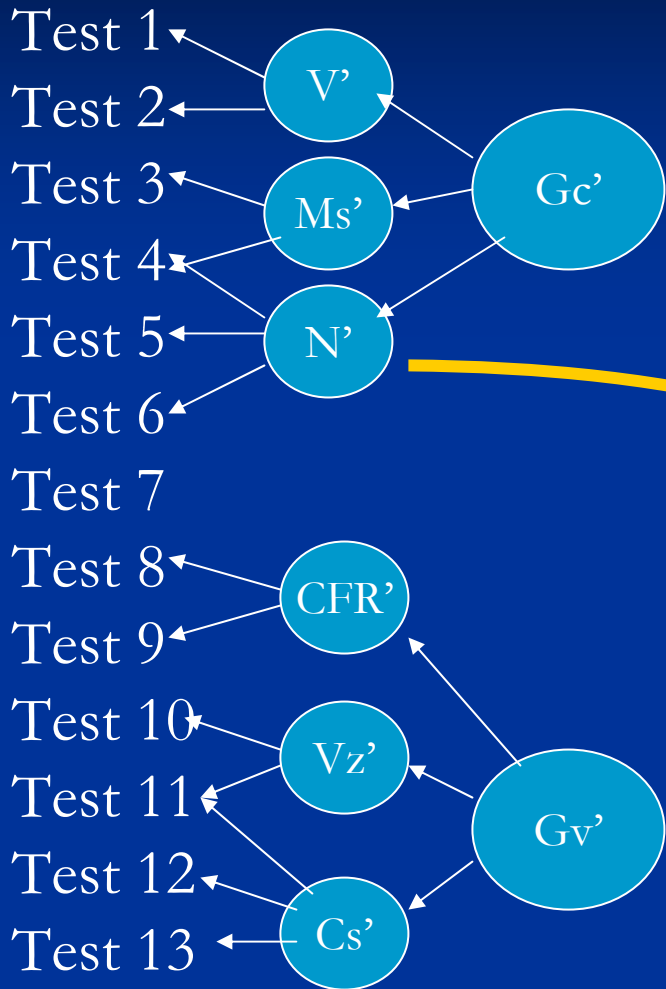 Test 1
Test 2
Test 3
Test 4
Test 5
Test 6
Test 7
Test 8
Test 9
Test 10
Test 11
Test 12
Test 13
V’
Ms’
N’
CFR’
Vz’
Cs’
Gc’
Gv’